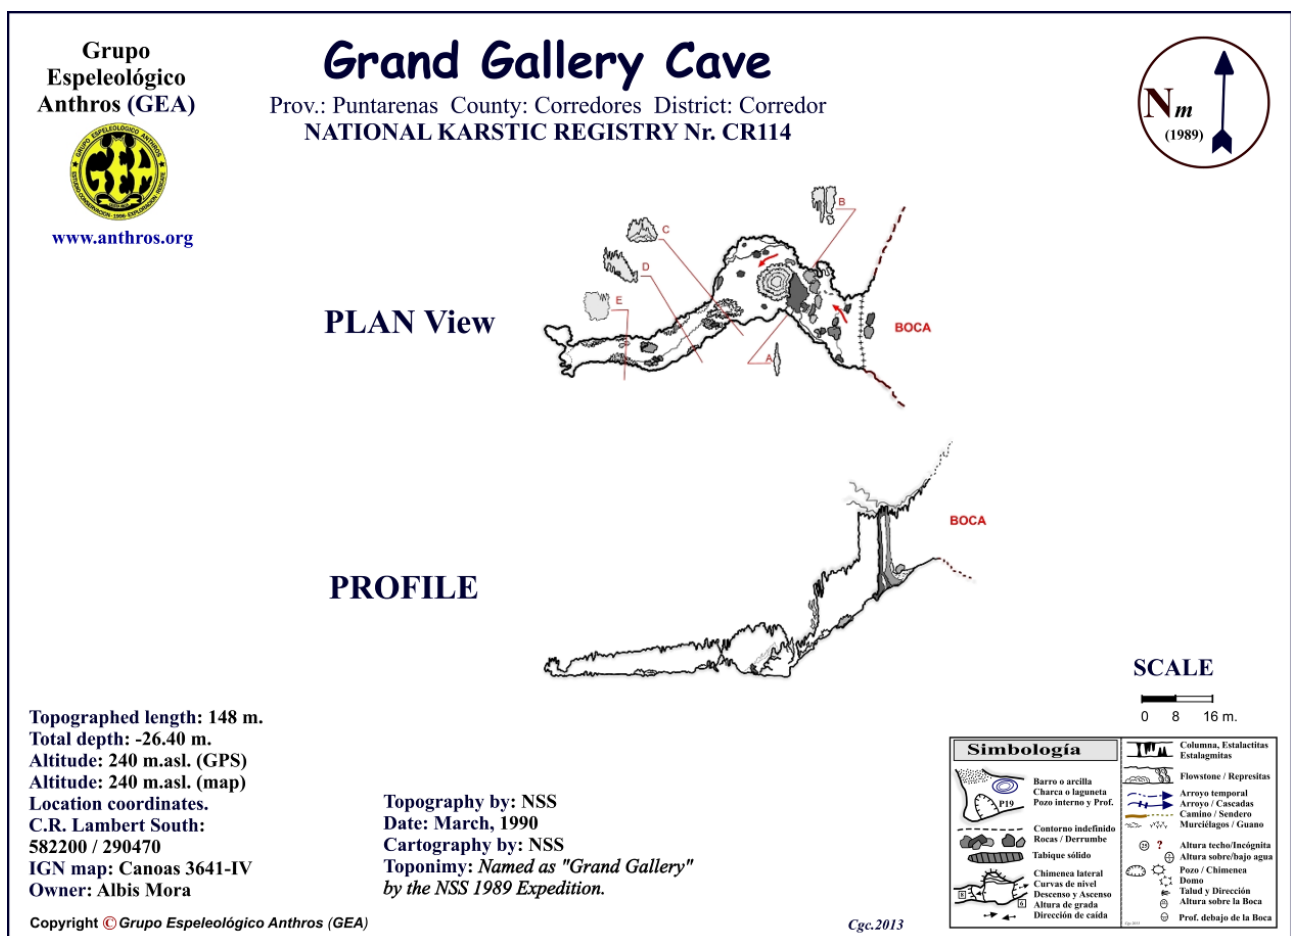 Grupo
Espeleológico
Anthros (GEA)
GRUPO ESPELEOLOGICO ANTHROS
GEA
www.anthros.org
Grand Gallery Cave
Prov.: Puntarenas County: Corredores District: Corredor
NATIONAL KARSTIC REGISTRY Nr. CR114
Nm
(1989)
B
C
D
E
A
BOCA
PLAN View
BOCA
PROFILE
SCALE
0 8 16 m.
Topographed length: 148 m.
Total depth: -26.40 m.
Altitude: 240 m.asl. (GPS)
Altitude: 240 m.asl. (map)
Location coordinates.
C.R. Lambert South:
582200 / 290470
IGN map: Canoas 3641-IV
Owner: Albis Mora
Topography by: NSS
Date: March, 1990
Cartography by: NSS
Toponimy: Named as "Grand Gallery"
by the NSS 1989 Expedition.
Copyright © Grupo Espeleológico Anthros (GEA)
Cgc.2013
Simbología
Barro o arcilla
Charca o laguneta
Pozo interno y Prof.
P19
Contorno indefinido
Rocas / Derrumbe
Tabique sólido
Chimenea lateral
Curvas de nivel
Descenso y Ascenso
Altura de grada
Dirección de caída
Columna, Estalactitas
Estalagmitas
Flowstone / Represitas
Arroyo temporal
Arroyo / Cascadas
Camino / Sendero
Murciélagos / Guano
25 ?
Altura techo/Incógnita
Altura sobre/bajo agua
Pozo / Chimenea
Domo
Talud y Dirección
Altura sobre la Boca
Prof. debajo de la Boca